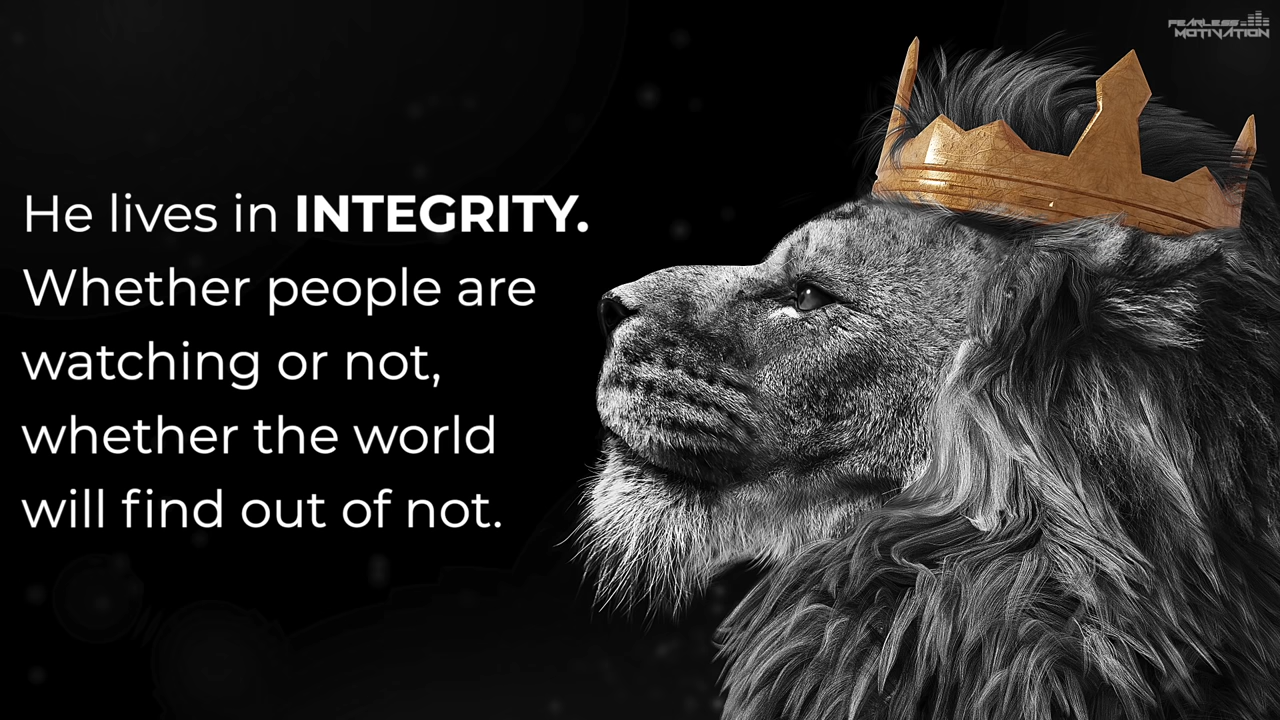 FEARLESS
MOTIVATION
He lives in INTEGRITY.
Whether people are
watching or not,
whether the world
will find out of not.